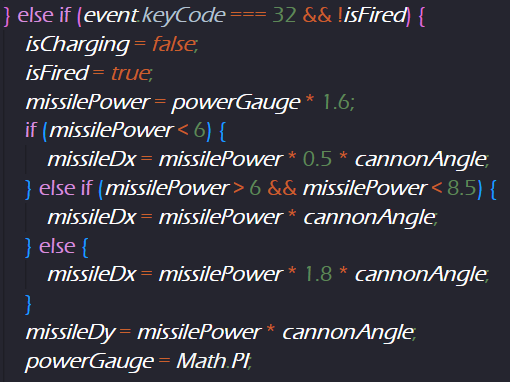 } else if (event.keyCode === 32 && !isFired) {
isCharging = false;
isFired = true;
missilePower = powerGauge * 1.6;
if (missilePower < 6) {
missileDx = missilePower * 0.5 * cannonAngle;
} else if (missilePower > 6 && missilePower < 8.5) {
missileDx = missilePower * cannonAngle;
} else {
missileDx = missilePower * 1.8 * cannonAngle;
}
missileDy = missilePower * cannonAngle;
powerGauge = Math.PI;